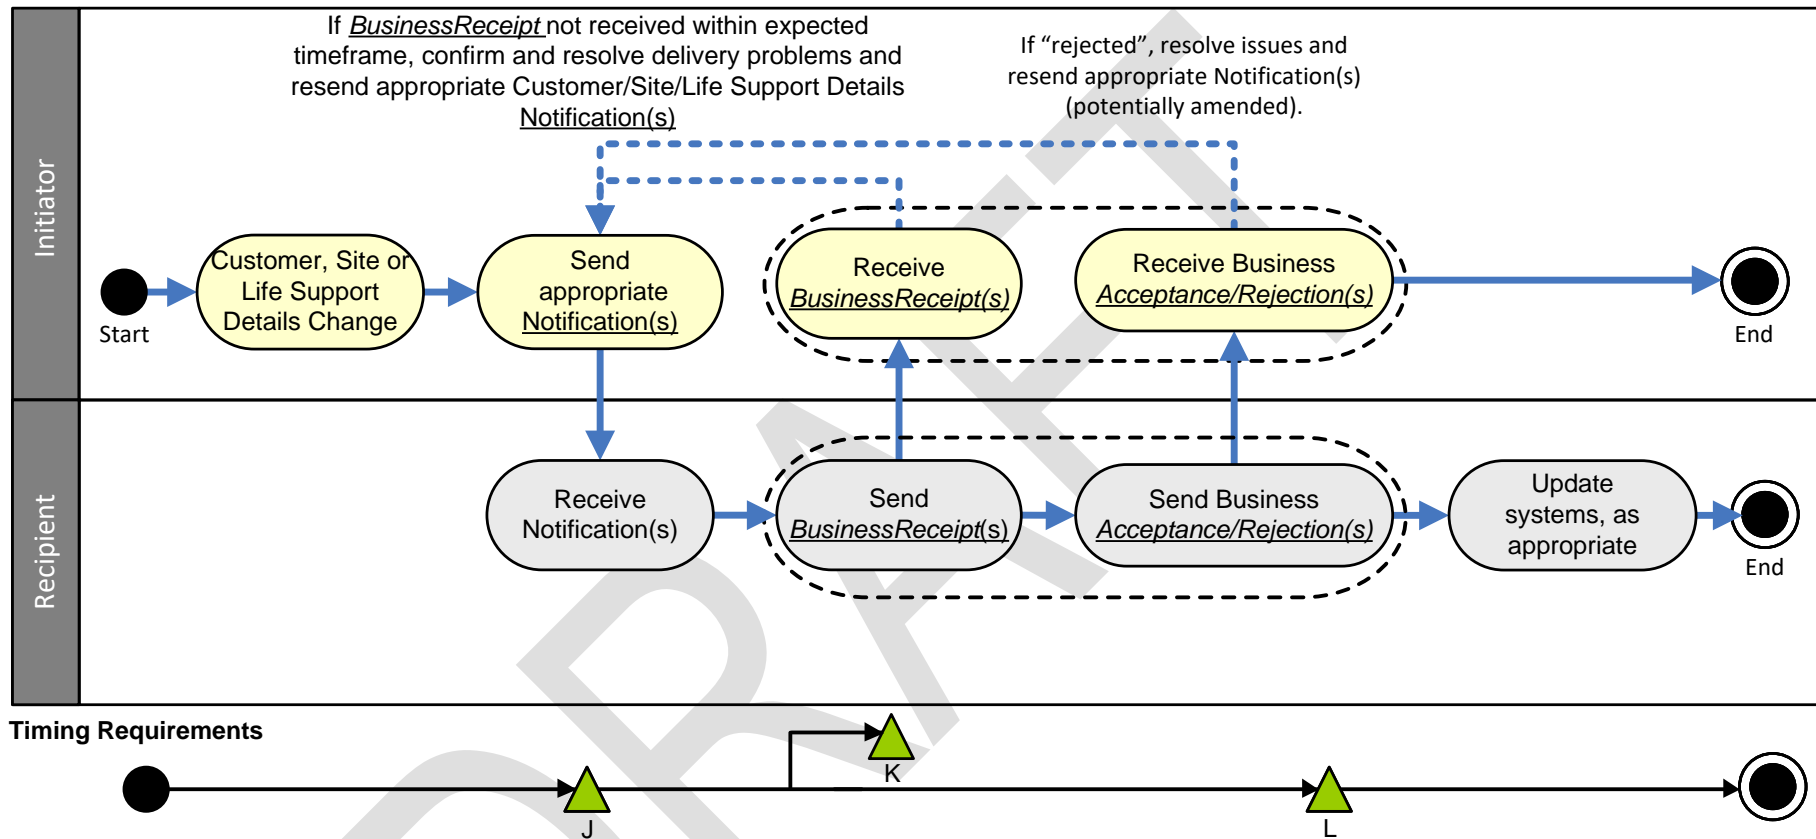 If BusinessReceipt not received within expected
timeframe, confirm and resolve delivery problems and
resend appropriate Customer/Site/Life Support Details
Notification(s)
If “rejected”, resolve issues and
resend appropriate Notification(s)
(potentially amended).
Initiator
Start
Customer, Site or
Life Support
Details Change
Send
appropriate
Notification(s)
Receive
BusinessReceipt(s)
Receive Business
Acceptance/Rejection(s)
End
Recipient
Receive
Notification(s)
Send
BusinessReceipt(s)
Send Business
Acceptance/Rejection(s)
Update
systems, as
appropriate
End
Timing Requirements
J
K
L
DRAFT